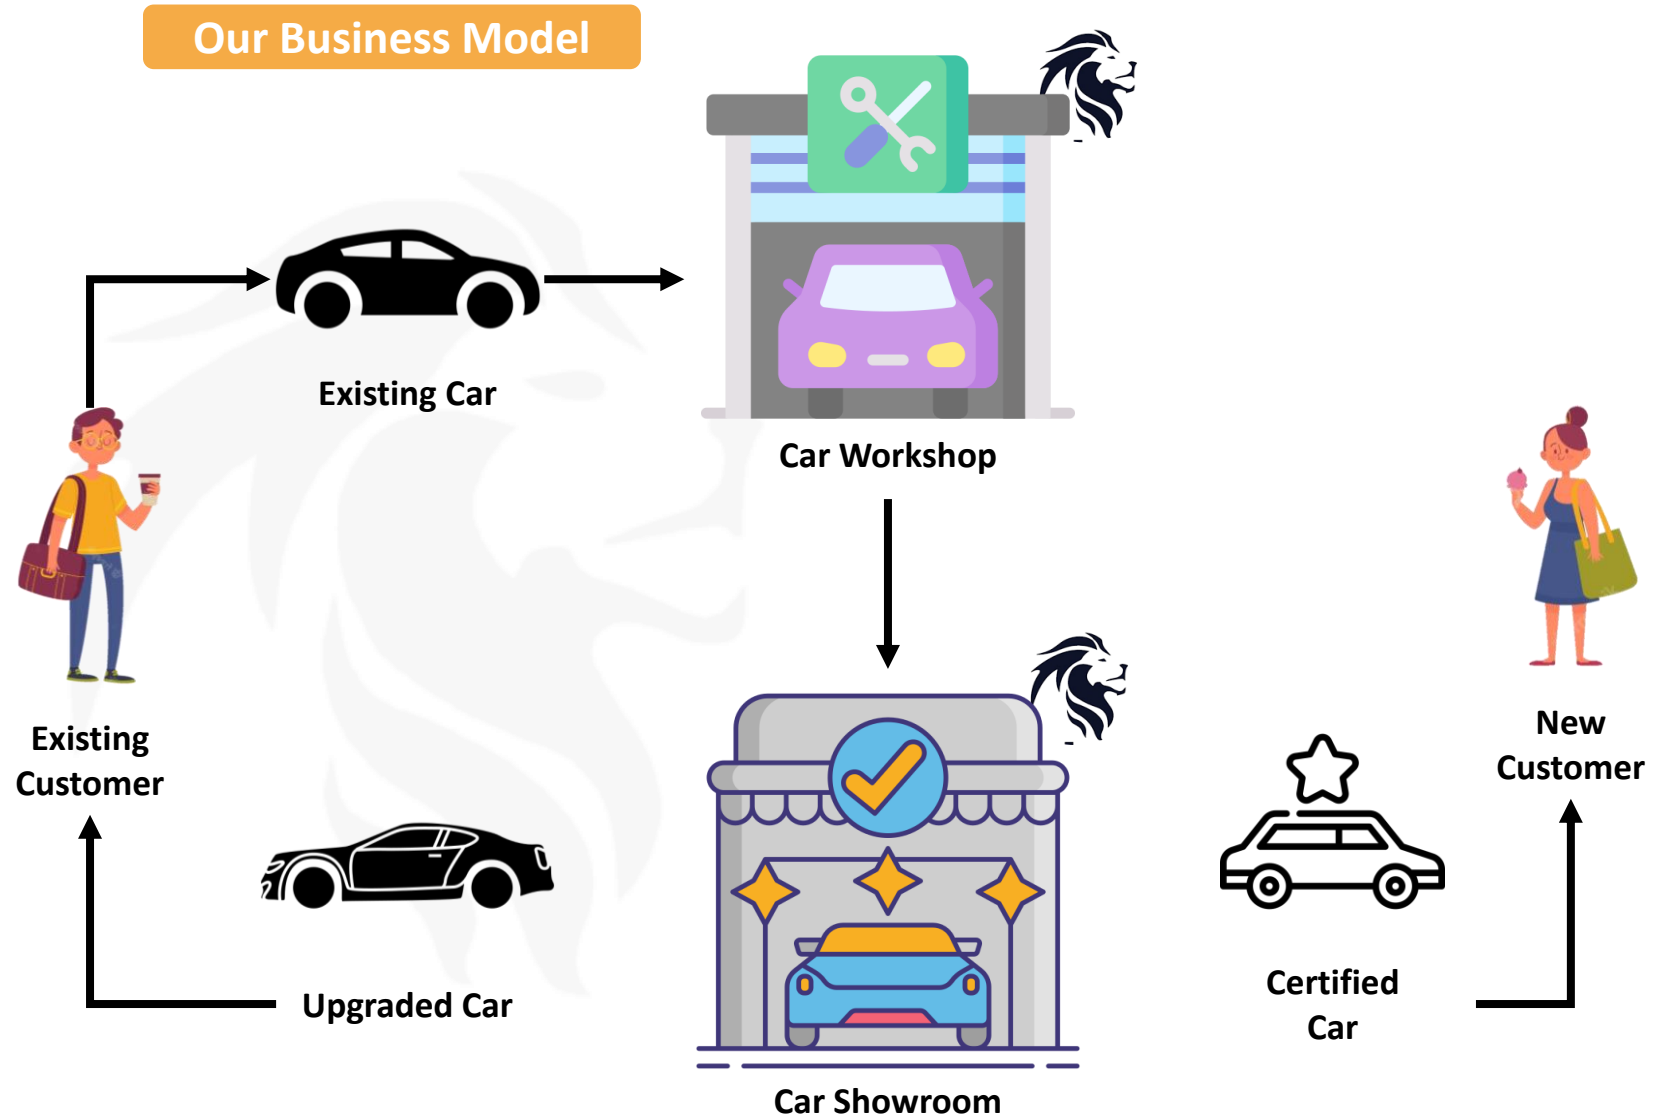 Our Business Model
Existing Car
Car Workshop
Existing
Customer
New
Customer
Upgraded Car
Certified
Car
Car Showroom